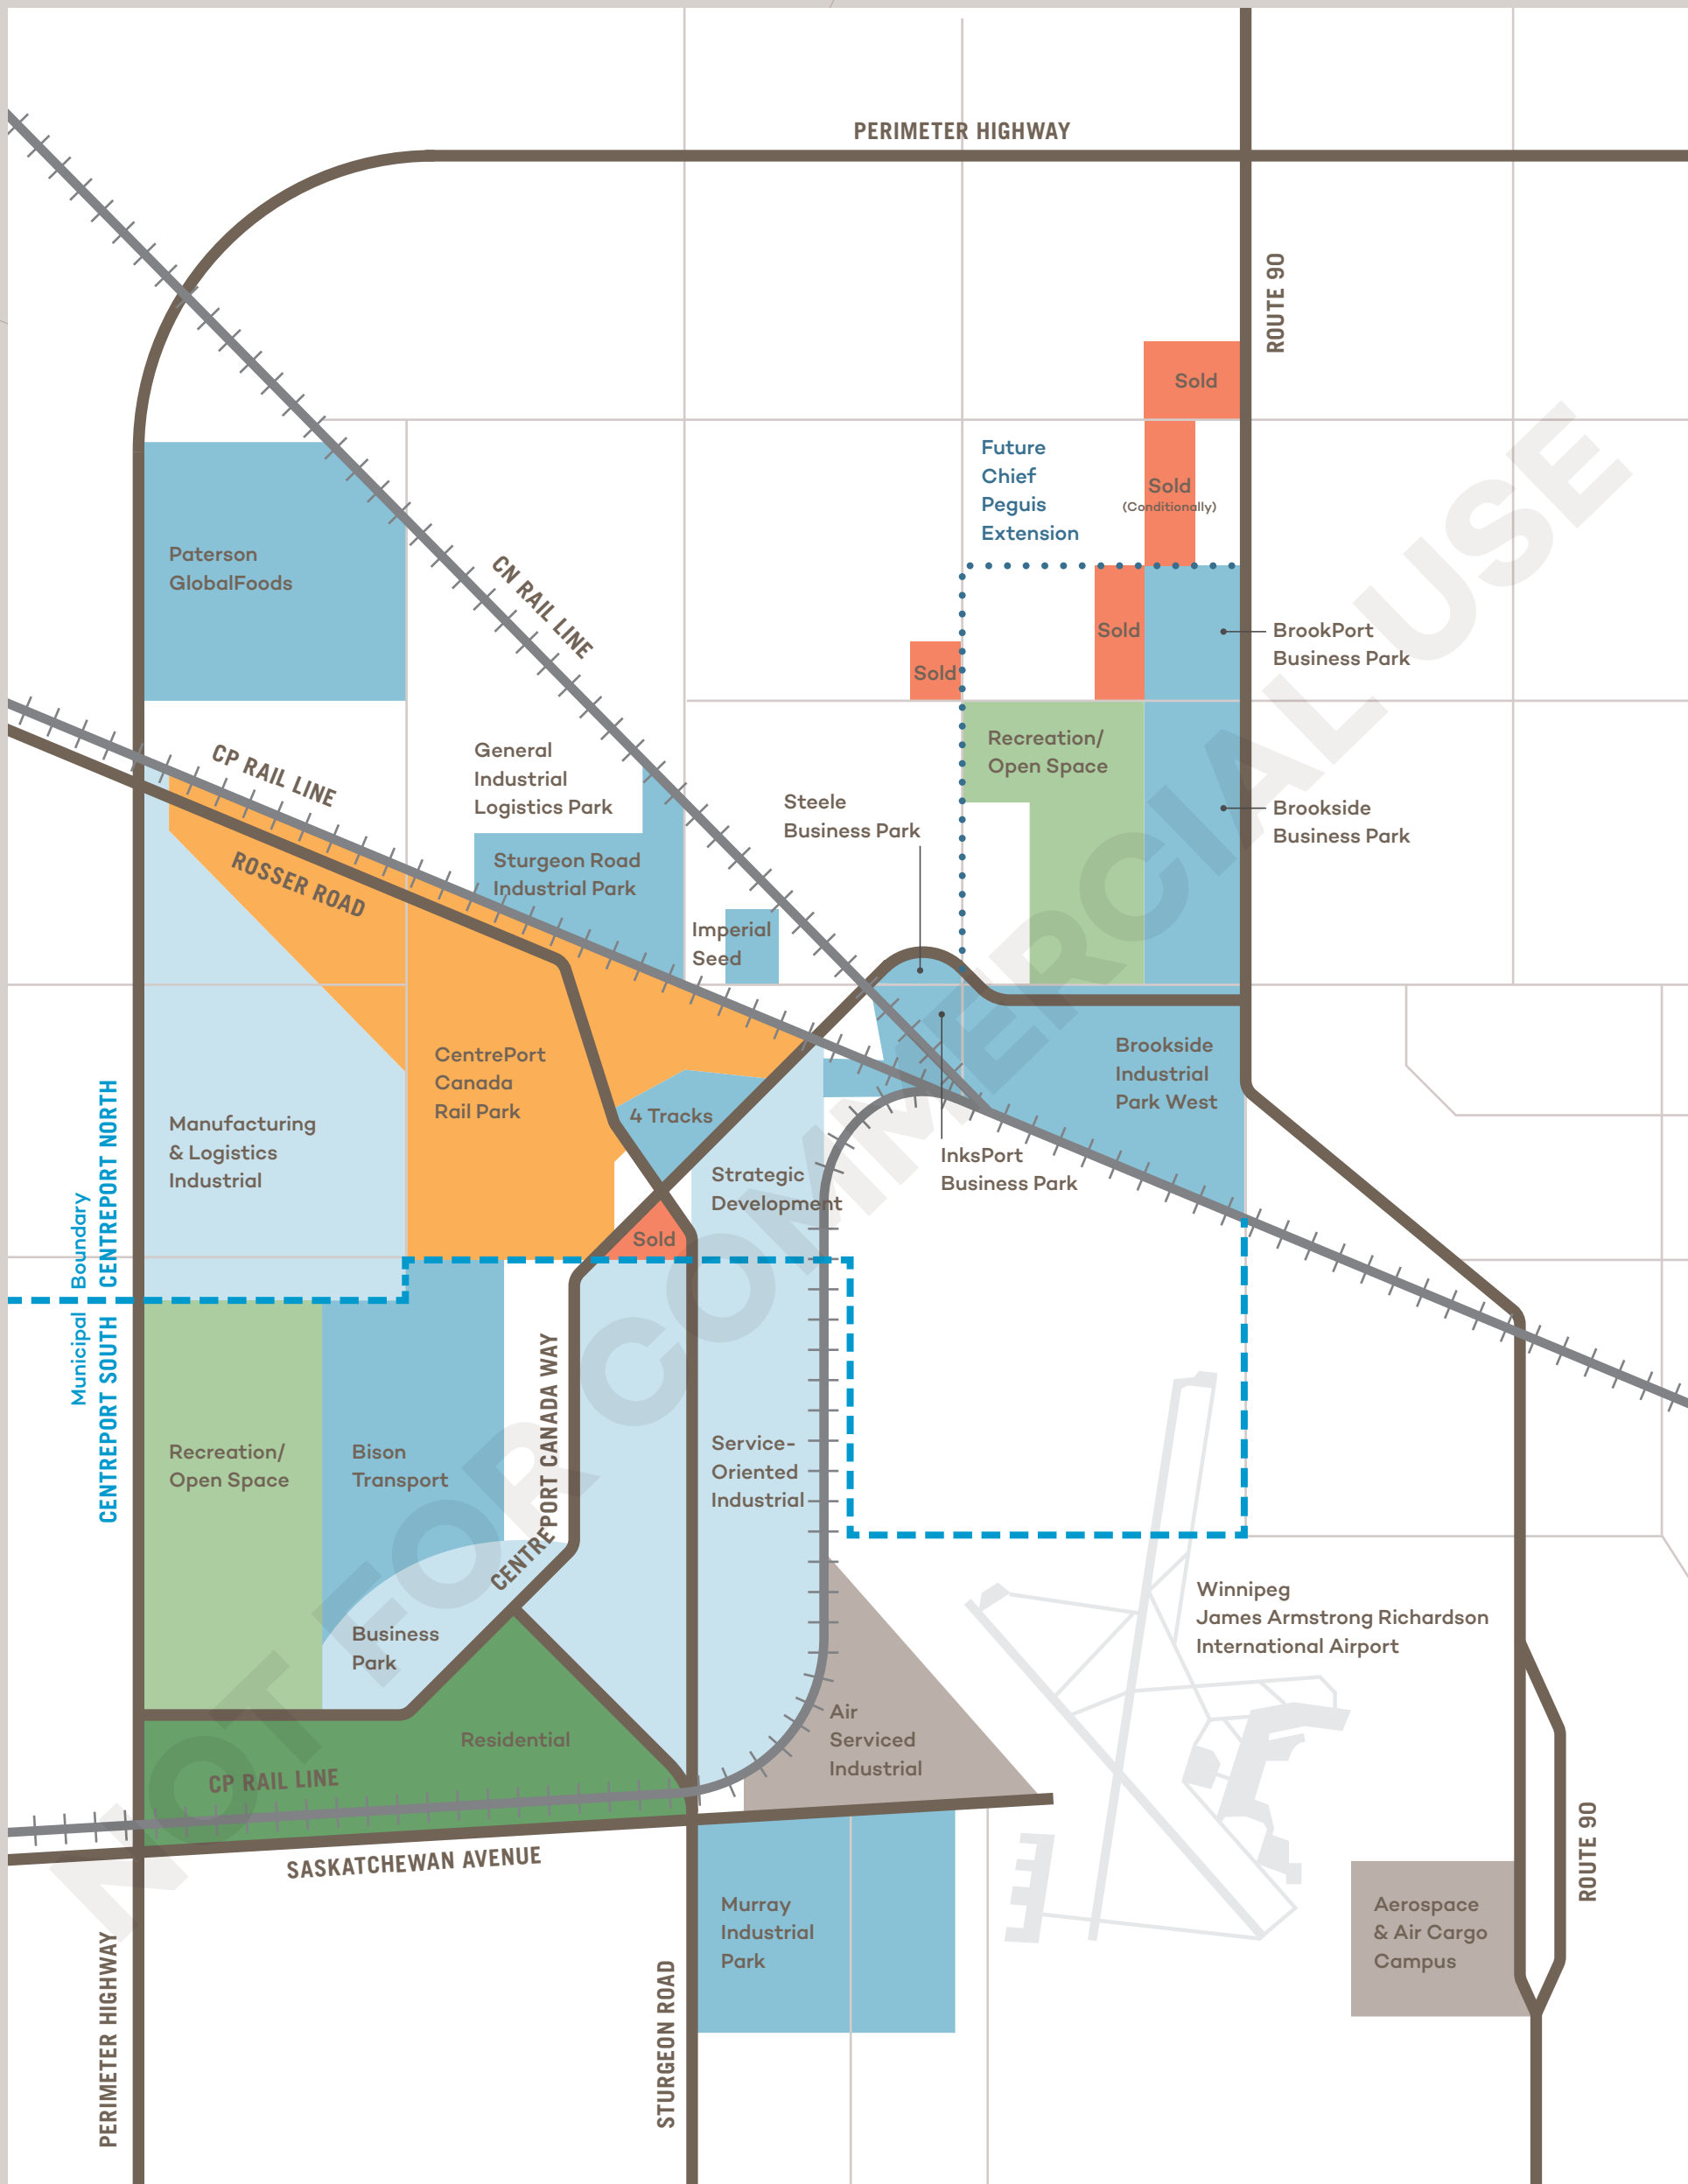 PERIMETER HIGHWAY
ROUTE 90
Sold
Future
Chief
Peguis
Extension
Sold
(Conditionally)
Paterson
GlobalFoods
CN RAIL LINE
Sold
Sold
BrookPort
Business Park
CP RAIL LINE
General
Industrial
Logistics Park
Recreation/
Open Space
Steele
Business Park
Brookside
Business Park
ROSSER ROAD
Sturgeon Road
Industrial Park
Imperial
Seed
CentrePort
Canada
Rail Park
Brookside
Industrial
Park West
4 Tracks
Manufacturing
& Logistics
Industrial
Strategic
Development
InksPort
Business Park
Sold
Municipal Boundary
CENTREPORT NORTH
CENTREPORT SOUTH
CENTREPORT CANADA WAY
Recreation/
Open Space
Bison
Transport
Service-
Oriented
Industrial
Winnipeg
James Armstrong Richardson
International Airport
Business
Park
Air
Serviced
Industrial
Residential
CP RAIL LINE
SASKATCHEWAN AVENUE
ROUTE 90
Murray
Industrial
Park
Aerospace
& Air Cargo
Campus
PERIMETER HIGHWAY
STURGEON ROAD
NOT FOR COMMERCIAL USE